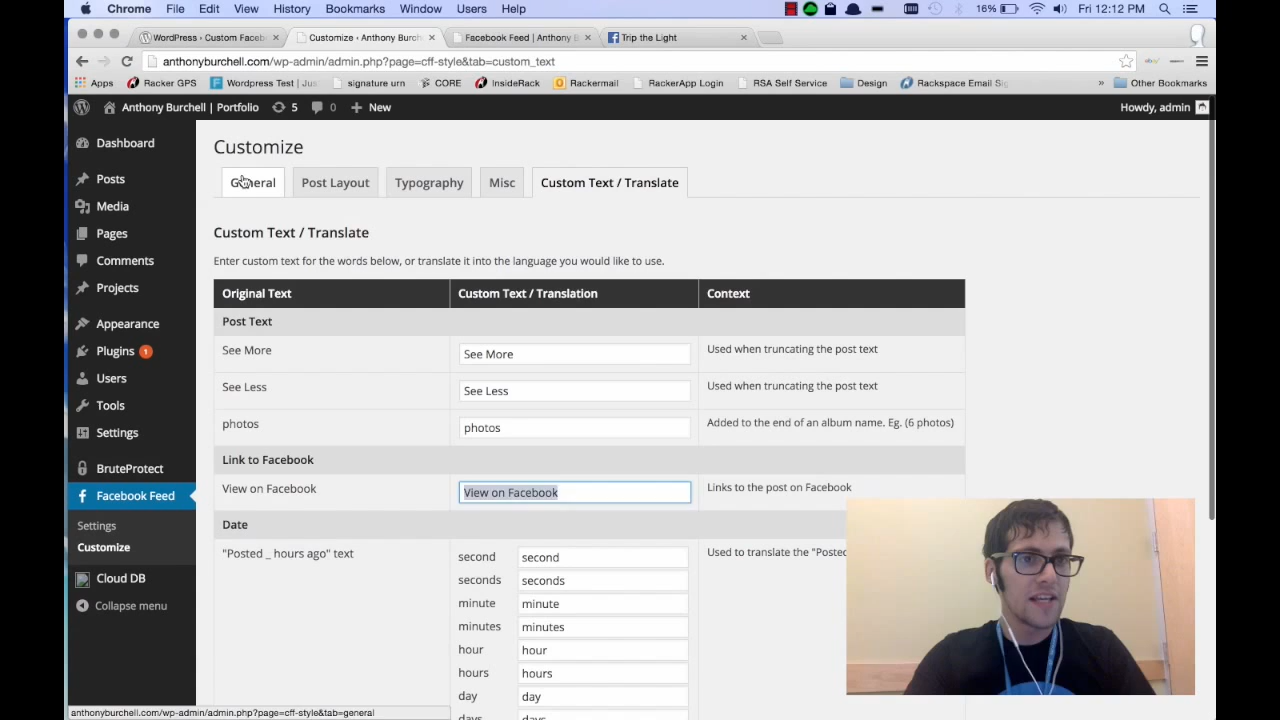 Chrome File Edit View History Bookmarks Window Users Help 16% Fri 12:12 PM
WordPress › Custom Faceb Customize ‹ Anthony Burch Facebook Feed | Anthony B Trip the Light
anthonyburchell.com/wp-admin/admin.php?page=cff-style&tab=custom_text
Apps Racker GPS Wordpress Test | Jus signature urn CORE InsideRack Rackermail RackerApp Login RSA Self Service Design Rackspace Email Sig » Other Bookmarks
Anthony Burchell | Portfolio 5 0 New Howdy, admin
Dashboard
Posts
Media
Pages
Comments
Projects
Appearance
Plugins 1
Users
Tools
Settings
BruteProtect
Facebook Feed
Settings
Customize
Cloud DB
Collapse menu
Customize
General Post Layout Typography Misc Custom Text / Translate
Custom Text / Translate
Enter custom text for the words below, or translate it into the language you would like to use.
Original Text Custom Text / Translation Context
Post Text
See More See More Used when truncating the post text
See Less See Less Used when truncating the post text
photos photos Added to the end of an album name. Eg. (6 photos)
Link to Facebook
View on Facebook View on Facebook Links to the post on Facebook
Date
"Posted _ hours ago" text second second Used to translate the "Posted
seconds seconds
minute minute
minutes minutes
hour hour
hours hours
day day
days days
anthonyburchell.com/wp-admin/admin.php?page=cff-style&tab=general